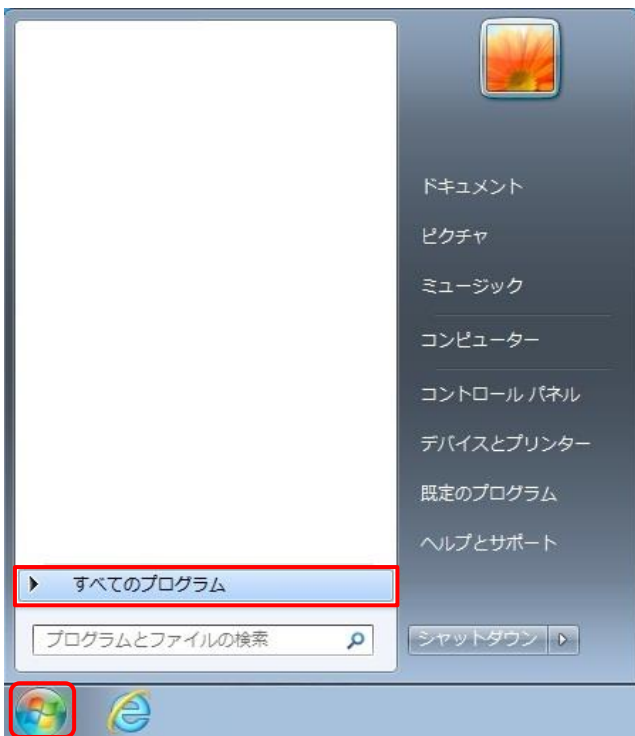 ドキュメント
ピクチャ
ミュージック
コンピューター
コントロール パネル
デバイスとプリンター
既定のプログラム
ヘルプとサポート
すべてのプログラム
プログラムとファイルの検索
シャットダウン